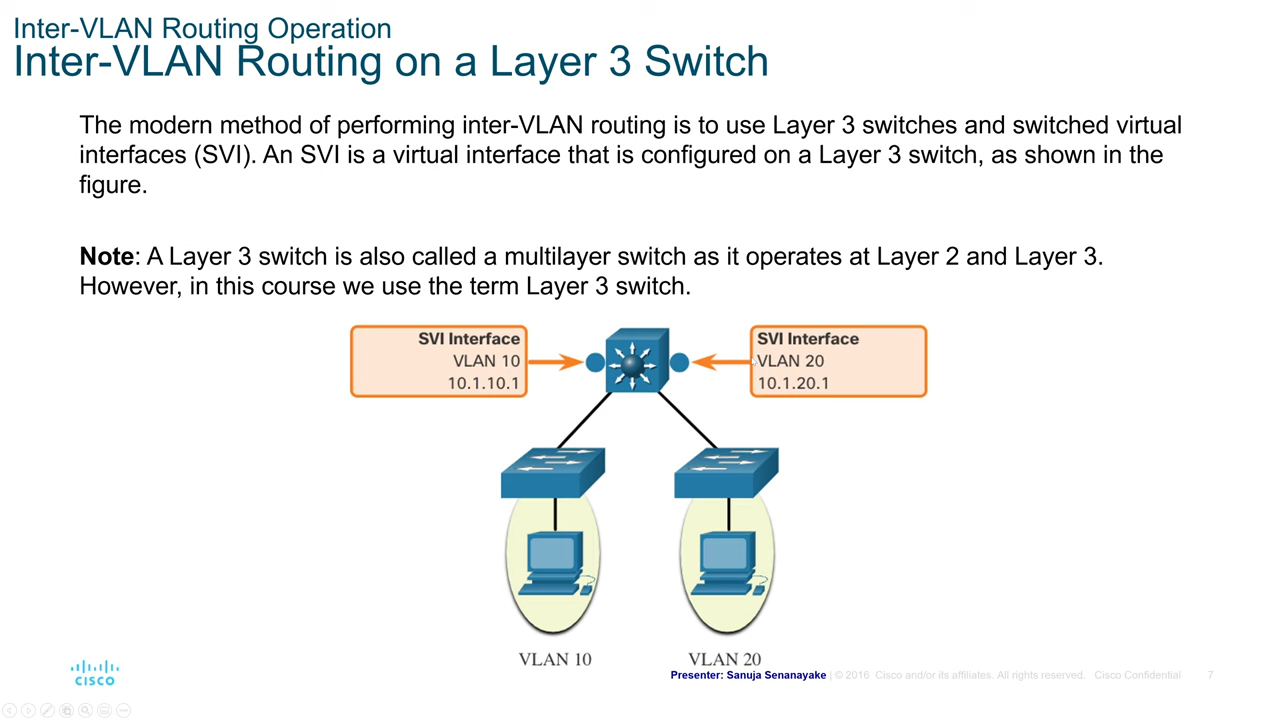 Inter-VLAN Routing Operation
Inter-VLAN Routing on a Layer 3 Switch
The modern method of performing inter-VLAN routing is to use Layer 3 switches and switched virtual
interfaces (SVI). An SVI is a virtual interface that is configured on a Layer 3 switch, as shown in the
figure.
Note: A Layer 3 switch is also called a multilayer switch as it operates at Layer 2 and Layer 3.
However, in this course we use the term Layer 3 switch.
SVI Interface
VLAN 10
10.1.10.1
SVI Interface
VLAN 20
10.1.20.1
VLAN 10
VLAN 20
CISCO
Presenter: Sanuja Senanayake | © 2016 Cisco and/or its affiliates. All rights reserved. Cisco Confidential 7